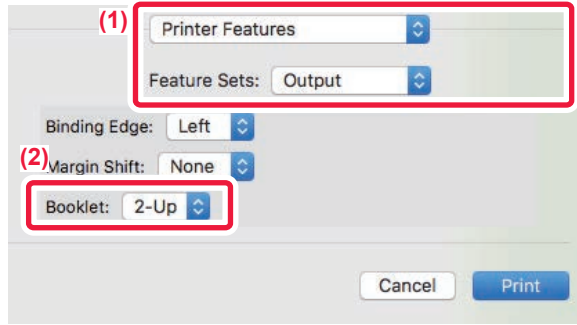 (1)
Printer Features
Feature Sets: Output
Binding Edge: Left
(2)
Margin Shift: None
Booklet: 2-Up
Cancel Print